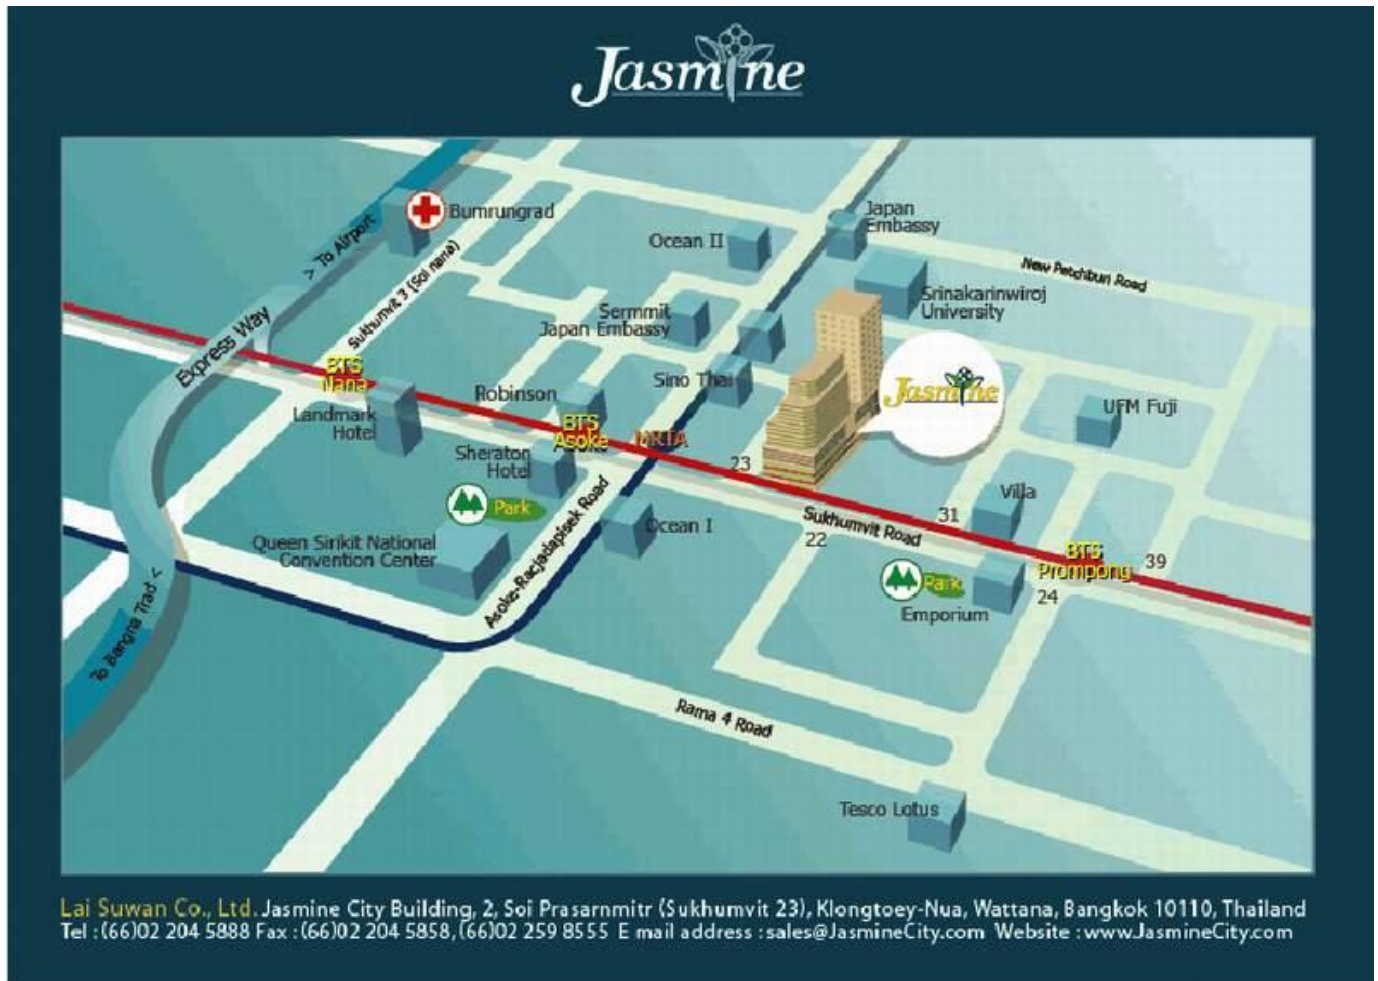 Jasmine
Bumrungrad
> To Airport
Sukhumvit 3 (Soi nana)
Express Way
Ocean II
Japan
Embassy
New Petchburi Road
Srinakarinwiroj
University
Sermmit
Japan Embassy
Jasmine
Sino Thai
UFM Fuji
BTS
Nana
Landmark
Hotel
Robinson
BTS
Asoke
Asoke
MRTA
Sheraton
Hotel
23
Park
Villa
31
Sukhumvit Road
22
Ocean I
Queen Sirikit National
Convention Center
Asoke-Racjadapisek Road
BTS
Prompong
39
Park
24
Emporium
To Bangna Trad <
Rama 4 Road
Tesco Lotus
Lai Suwan Co., Ltd. Jasmine City Building, 2, Soi Prasarnmitr (Sukhumvit 23), Klongtoey-Nua, Wattana, Bangkok 10110, Thailand
Tel : (66)02 204 5888 Fax : (66)02 204 5858, (66)02 259 8555 E mail address : sales@JasmineCity.com Website : www.JasmineCity.com